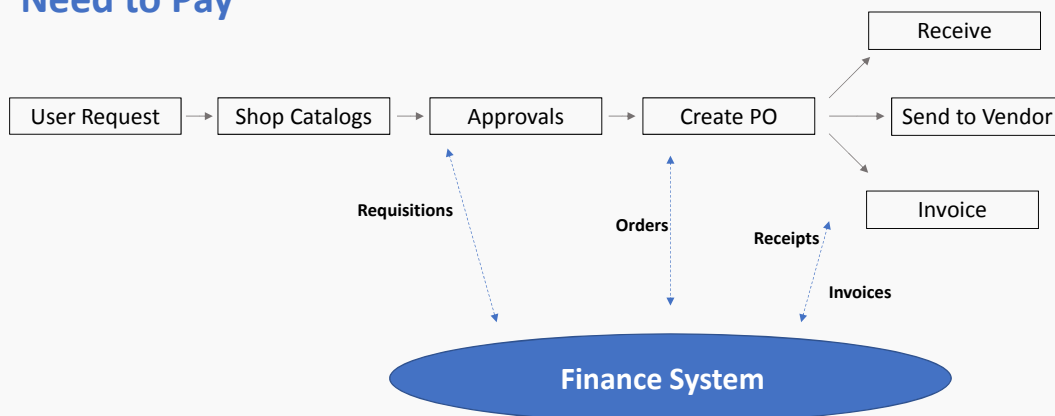 Need to Pay
Receive
User Request
Shop Catalogs
Approvals
Create PO
Send to Vendor
Requisitions
Orders
Receipts
Invoice
Invoices
Finance System